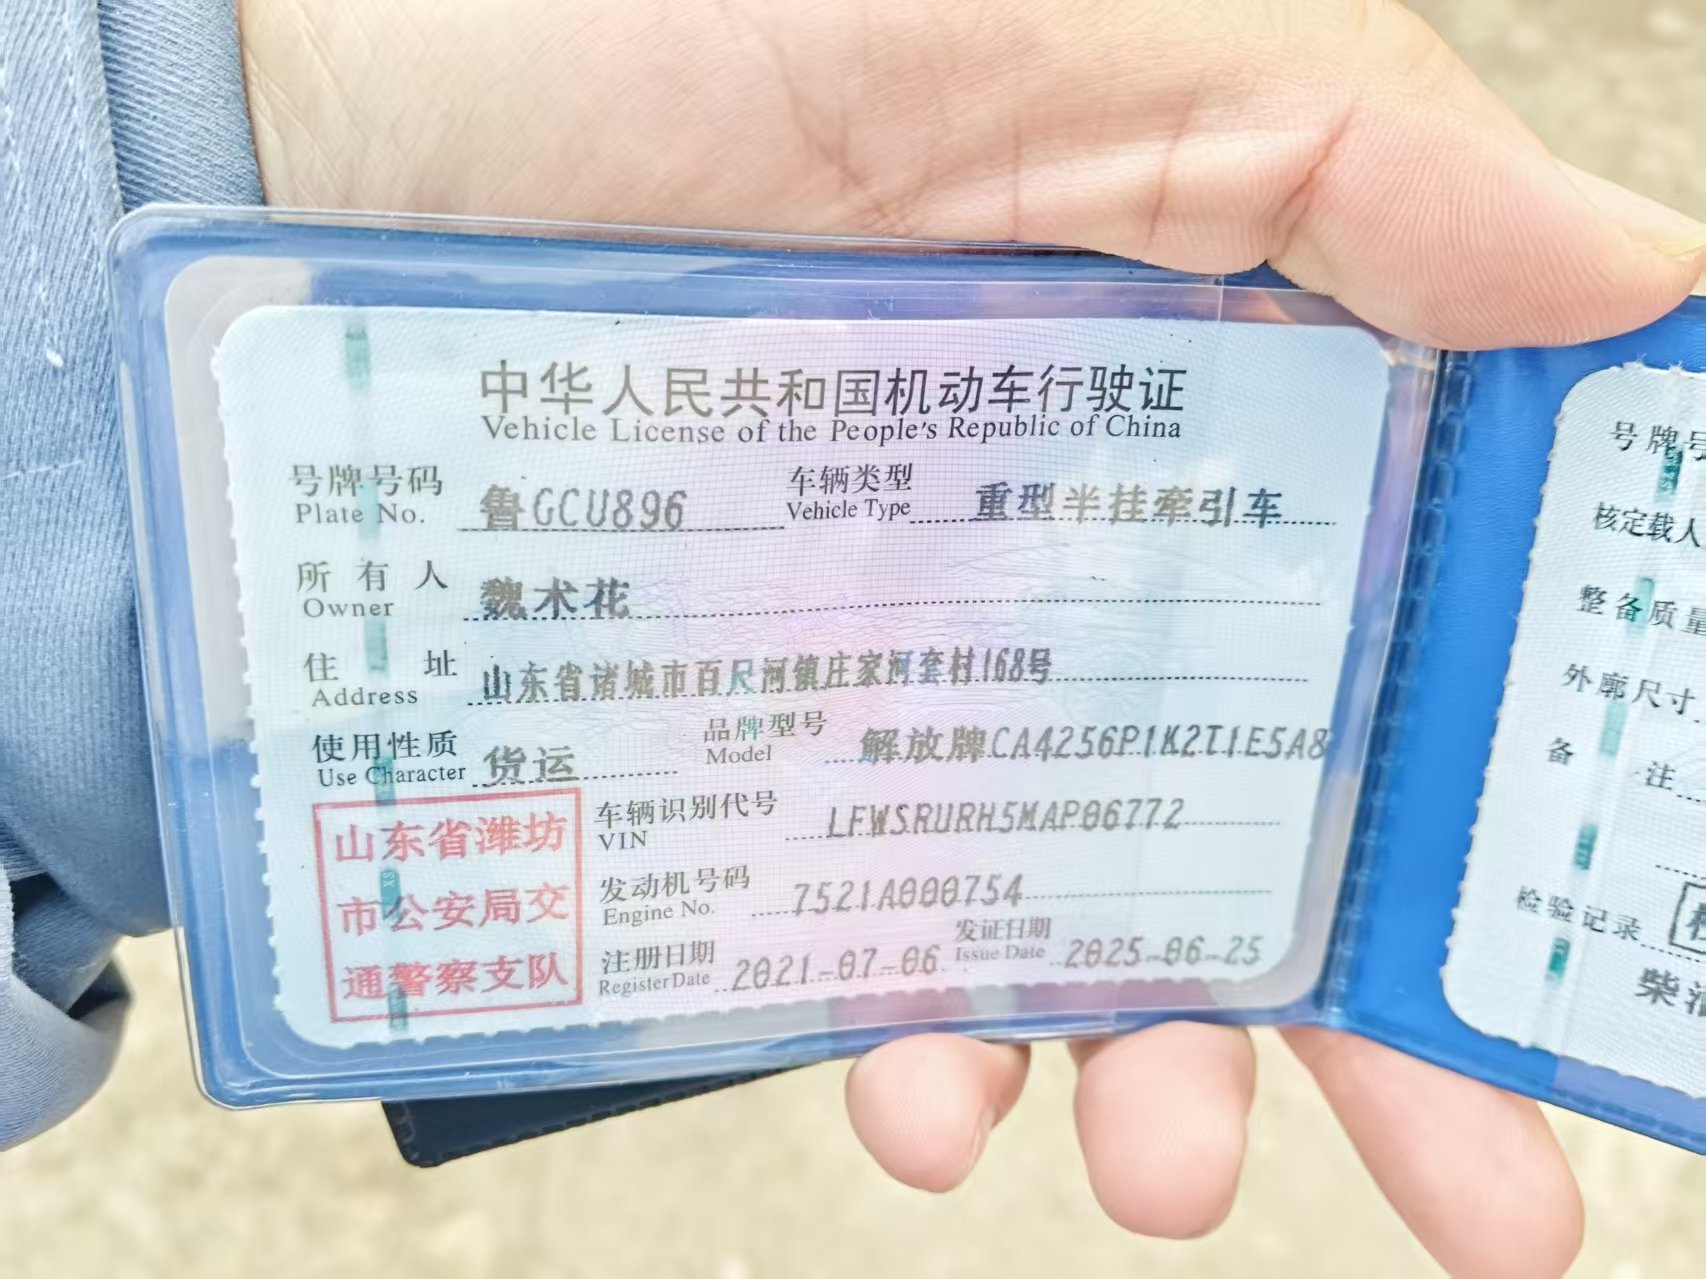 中华人民共和国机动车行驶证
Vehicle License of the People's Republic of China
号牌号码 鲁GCU896 车辆类型 重型半挂牵引车
Plate No. Vehicle Type
所有人 魏术花
Owner
住址 山东省诸城市百尺河镇庄家河套村168号
Address
使用性质 货运 品牌型号 解放牌CA4256P1K2T1E5A8
Use Character Model
山东省潍坊
市公安局交
通警察支队
车辆识别代号 LFWSRURH5MAP06772
VIN
发动机号码 7521A000754
Engine No.
注册日期 2021-07-06 发证日期 2025-06-25
Register Date Issue Date
号牌号
核定载人
整备质量
外廓尺寸
备注
检验记录